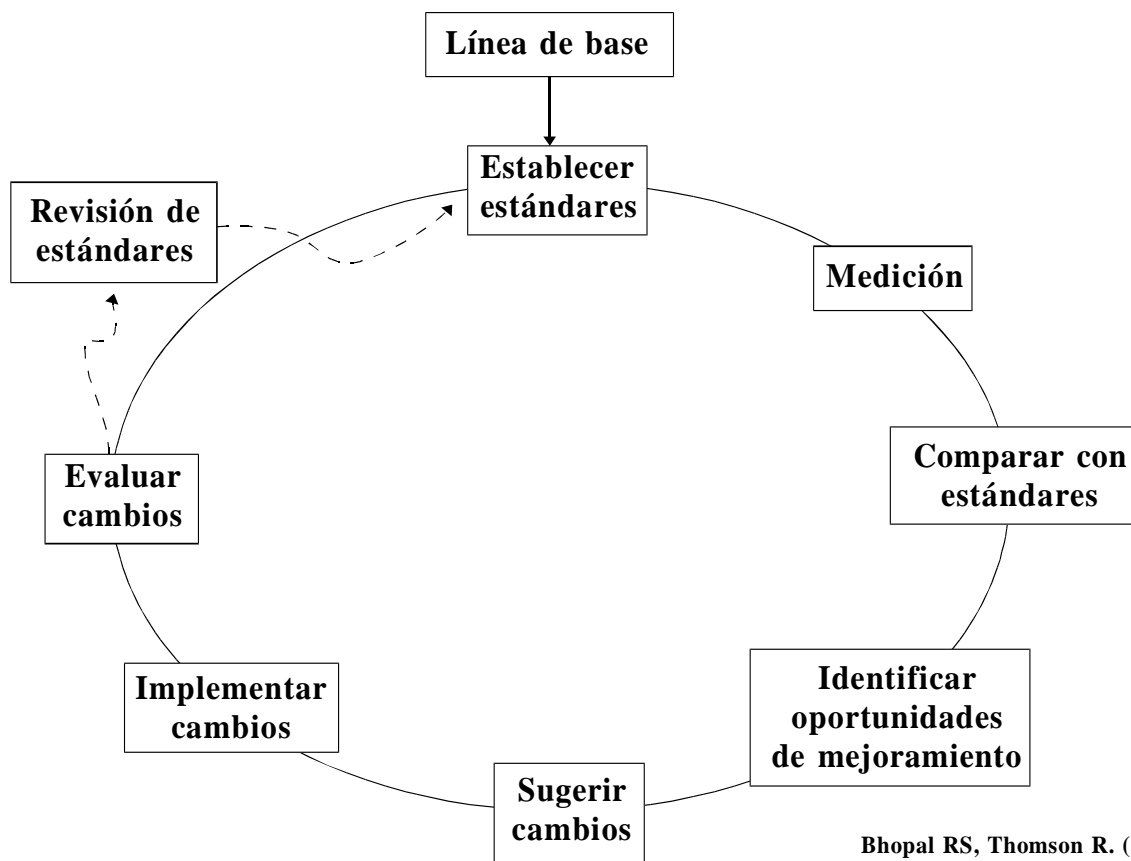 Línea de base
Establecer
estándares
Revisión de
estándares
Medición
Comparar con
estándares
Evaluar
cambios
Identificar
oportunidades
de mejoramiento
Implementar
cambios
Sugerir
cambios
Bhopal RS, Thomson R. (